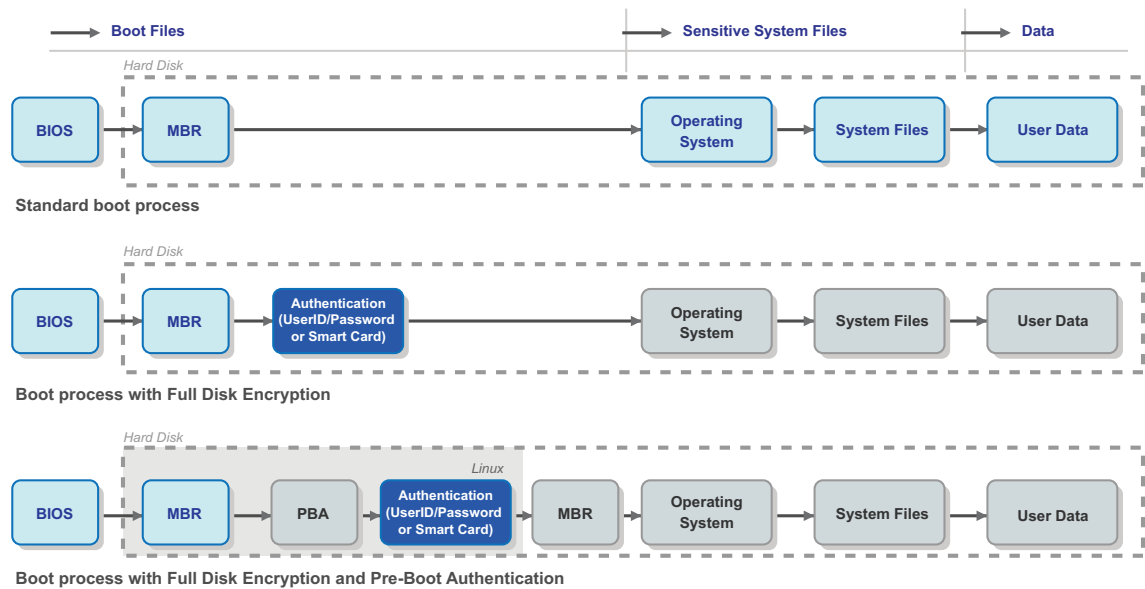 Boot Files
Sensitive System Files
Data
Hard Disk
BIOS
MBR
Operating
System
System Files
User Data
Standard boot process
Hard Disk
BIOS
MBR
Authentication
(UserID/Password
or Smart Card)
Operating
System
System Files
User Data
Boot process with Full Disk Encryption
Hard Disk
Linux
BIOS
MBR
PBA
Authentication
(UserID/Password
or Smart Card)
MBR
Operating
System
System Files
User Data
Boot process with Full Disk Encryption and Pre-Boot Authentication